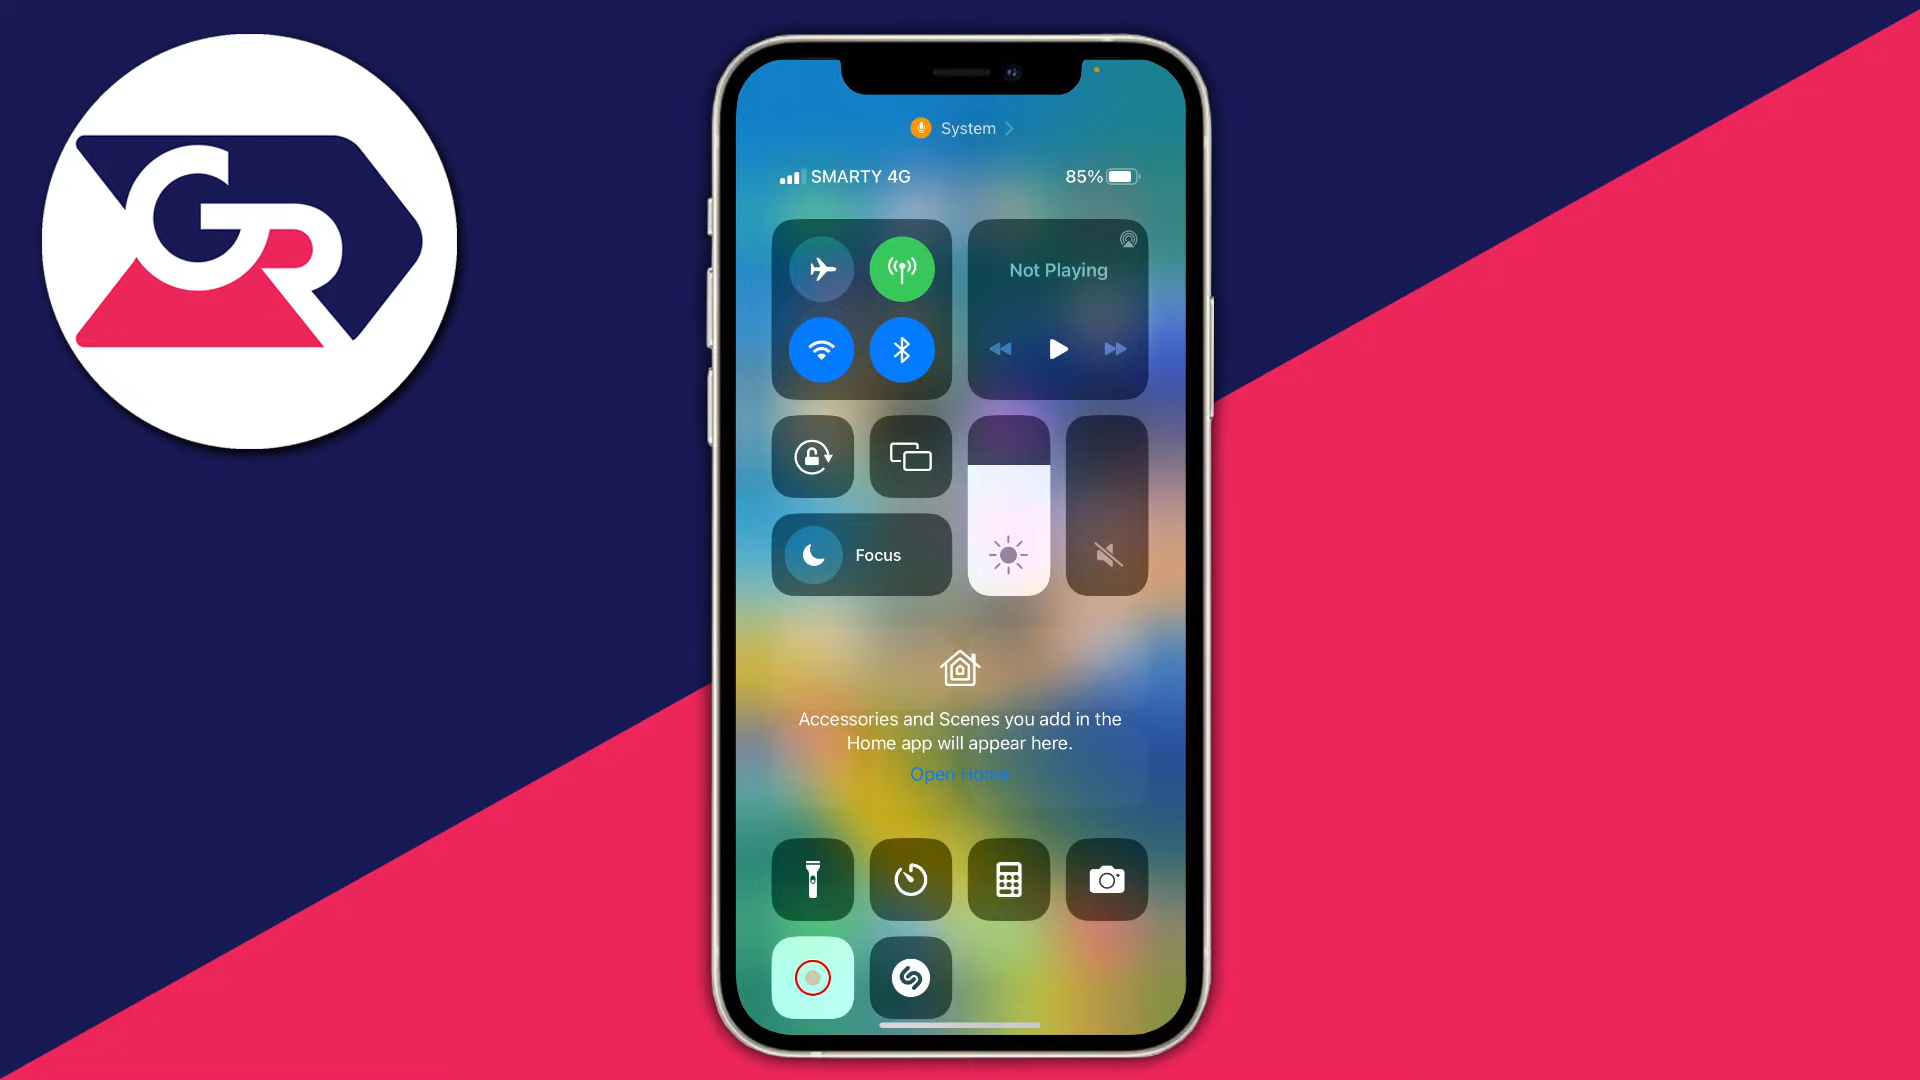 GR
System
SMARTY 4G
85%
Not Playing
Focus
Accessories and Scenes you add in the
Home app will appear here.
Open Home